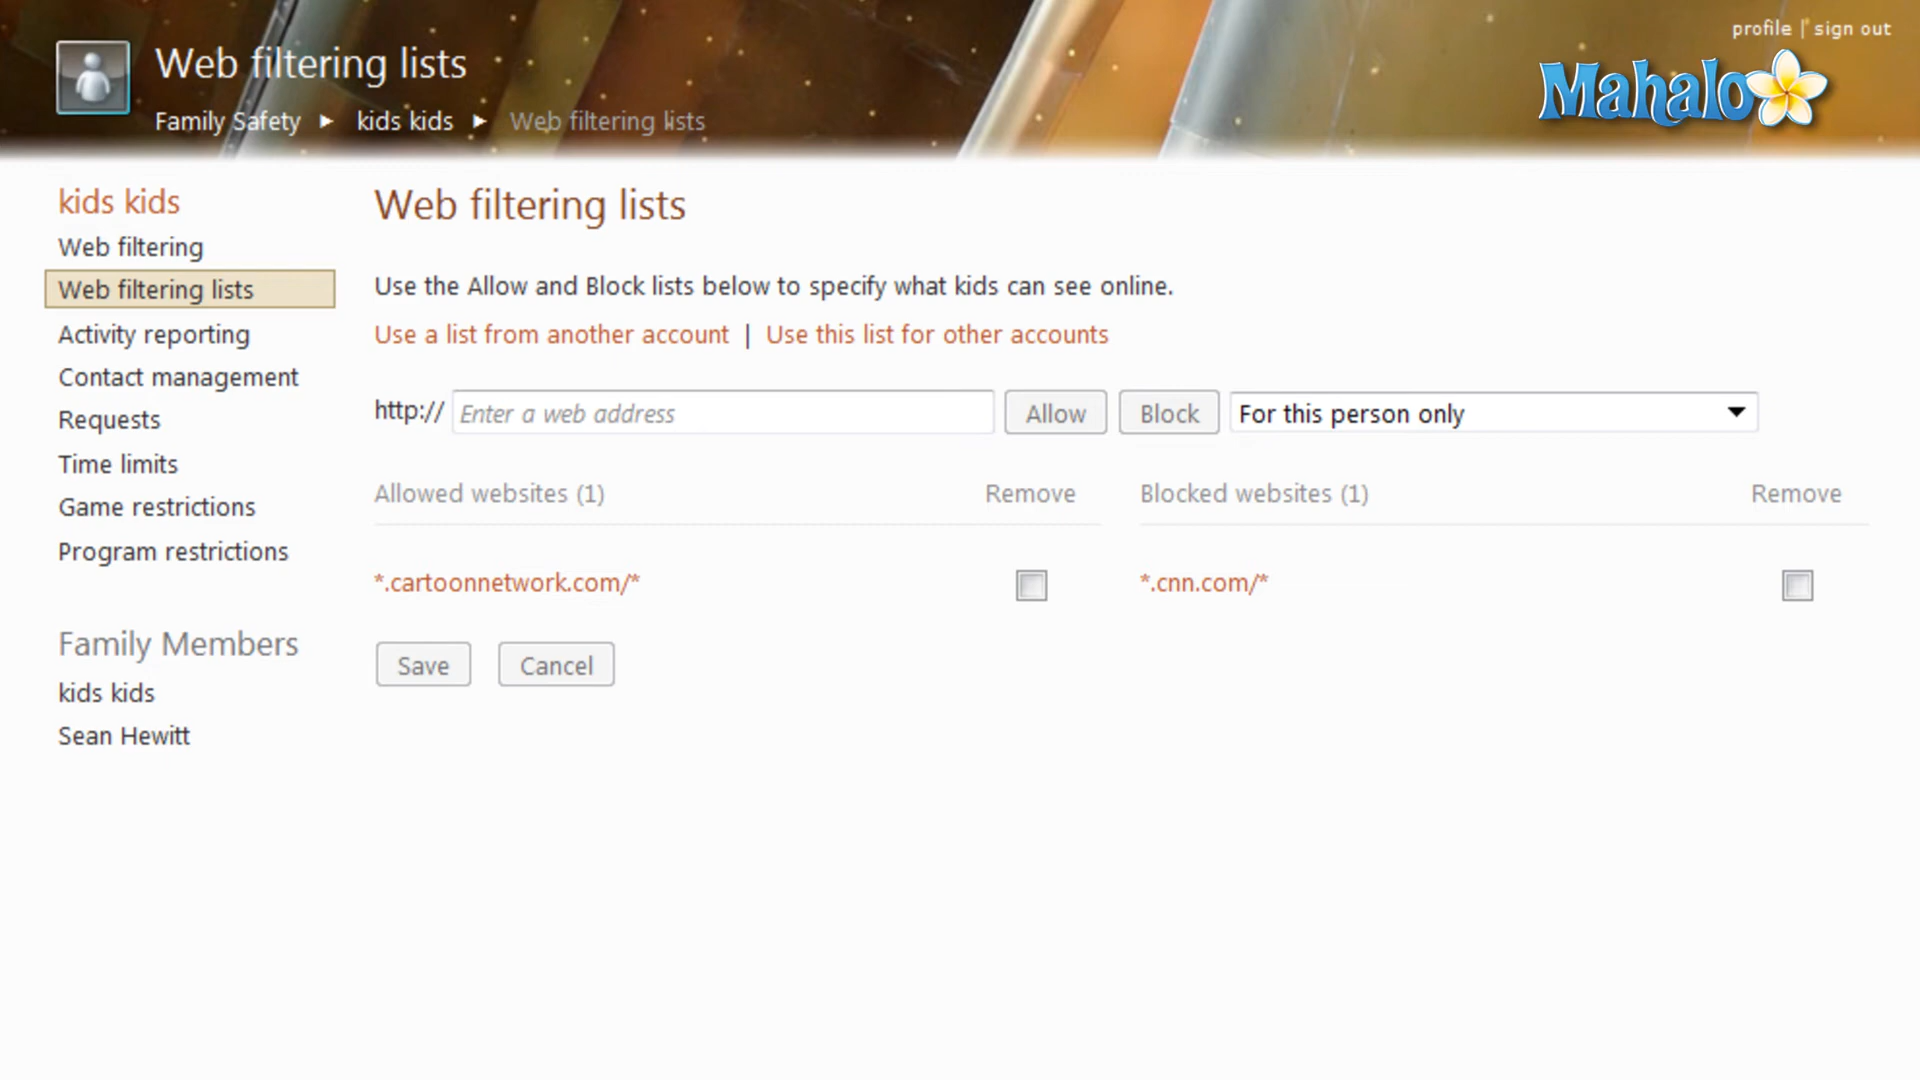 profile | sign out
Web filtering lists
Mahalo
Family Safety ▶ kids kids ▶ Web filtering lists
kids kids
Web filtering
Web filtering lists
Activity reporting
Contact management
Requests
Time limits
Game restrictions
Program restrictions
Family Members
kids kids
Sean Hewitt
Web filtering lists
Use the Allow and Block lists below to specify what kids can see online.
Use a list from another account | Use this list for other accounts
http:// Enter a web address Allow Block For this person only
Allowed websites (1) Remove Blocked websites (1) Remove
*.cartoonnetwork.com/* *.cnn.com/*
Save Cancel